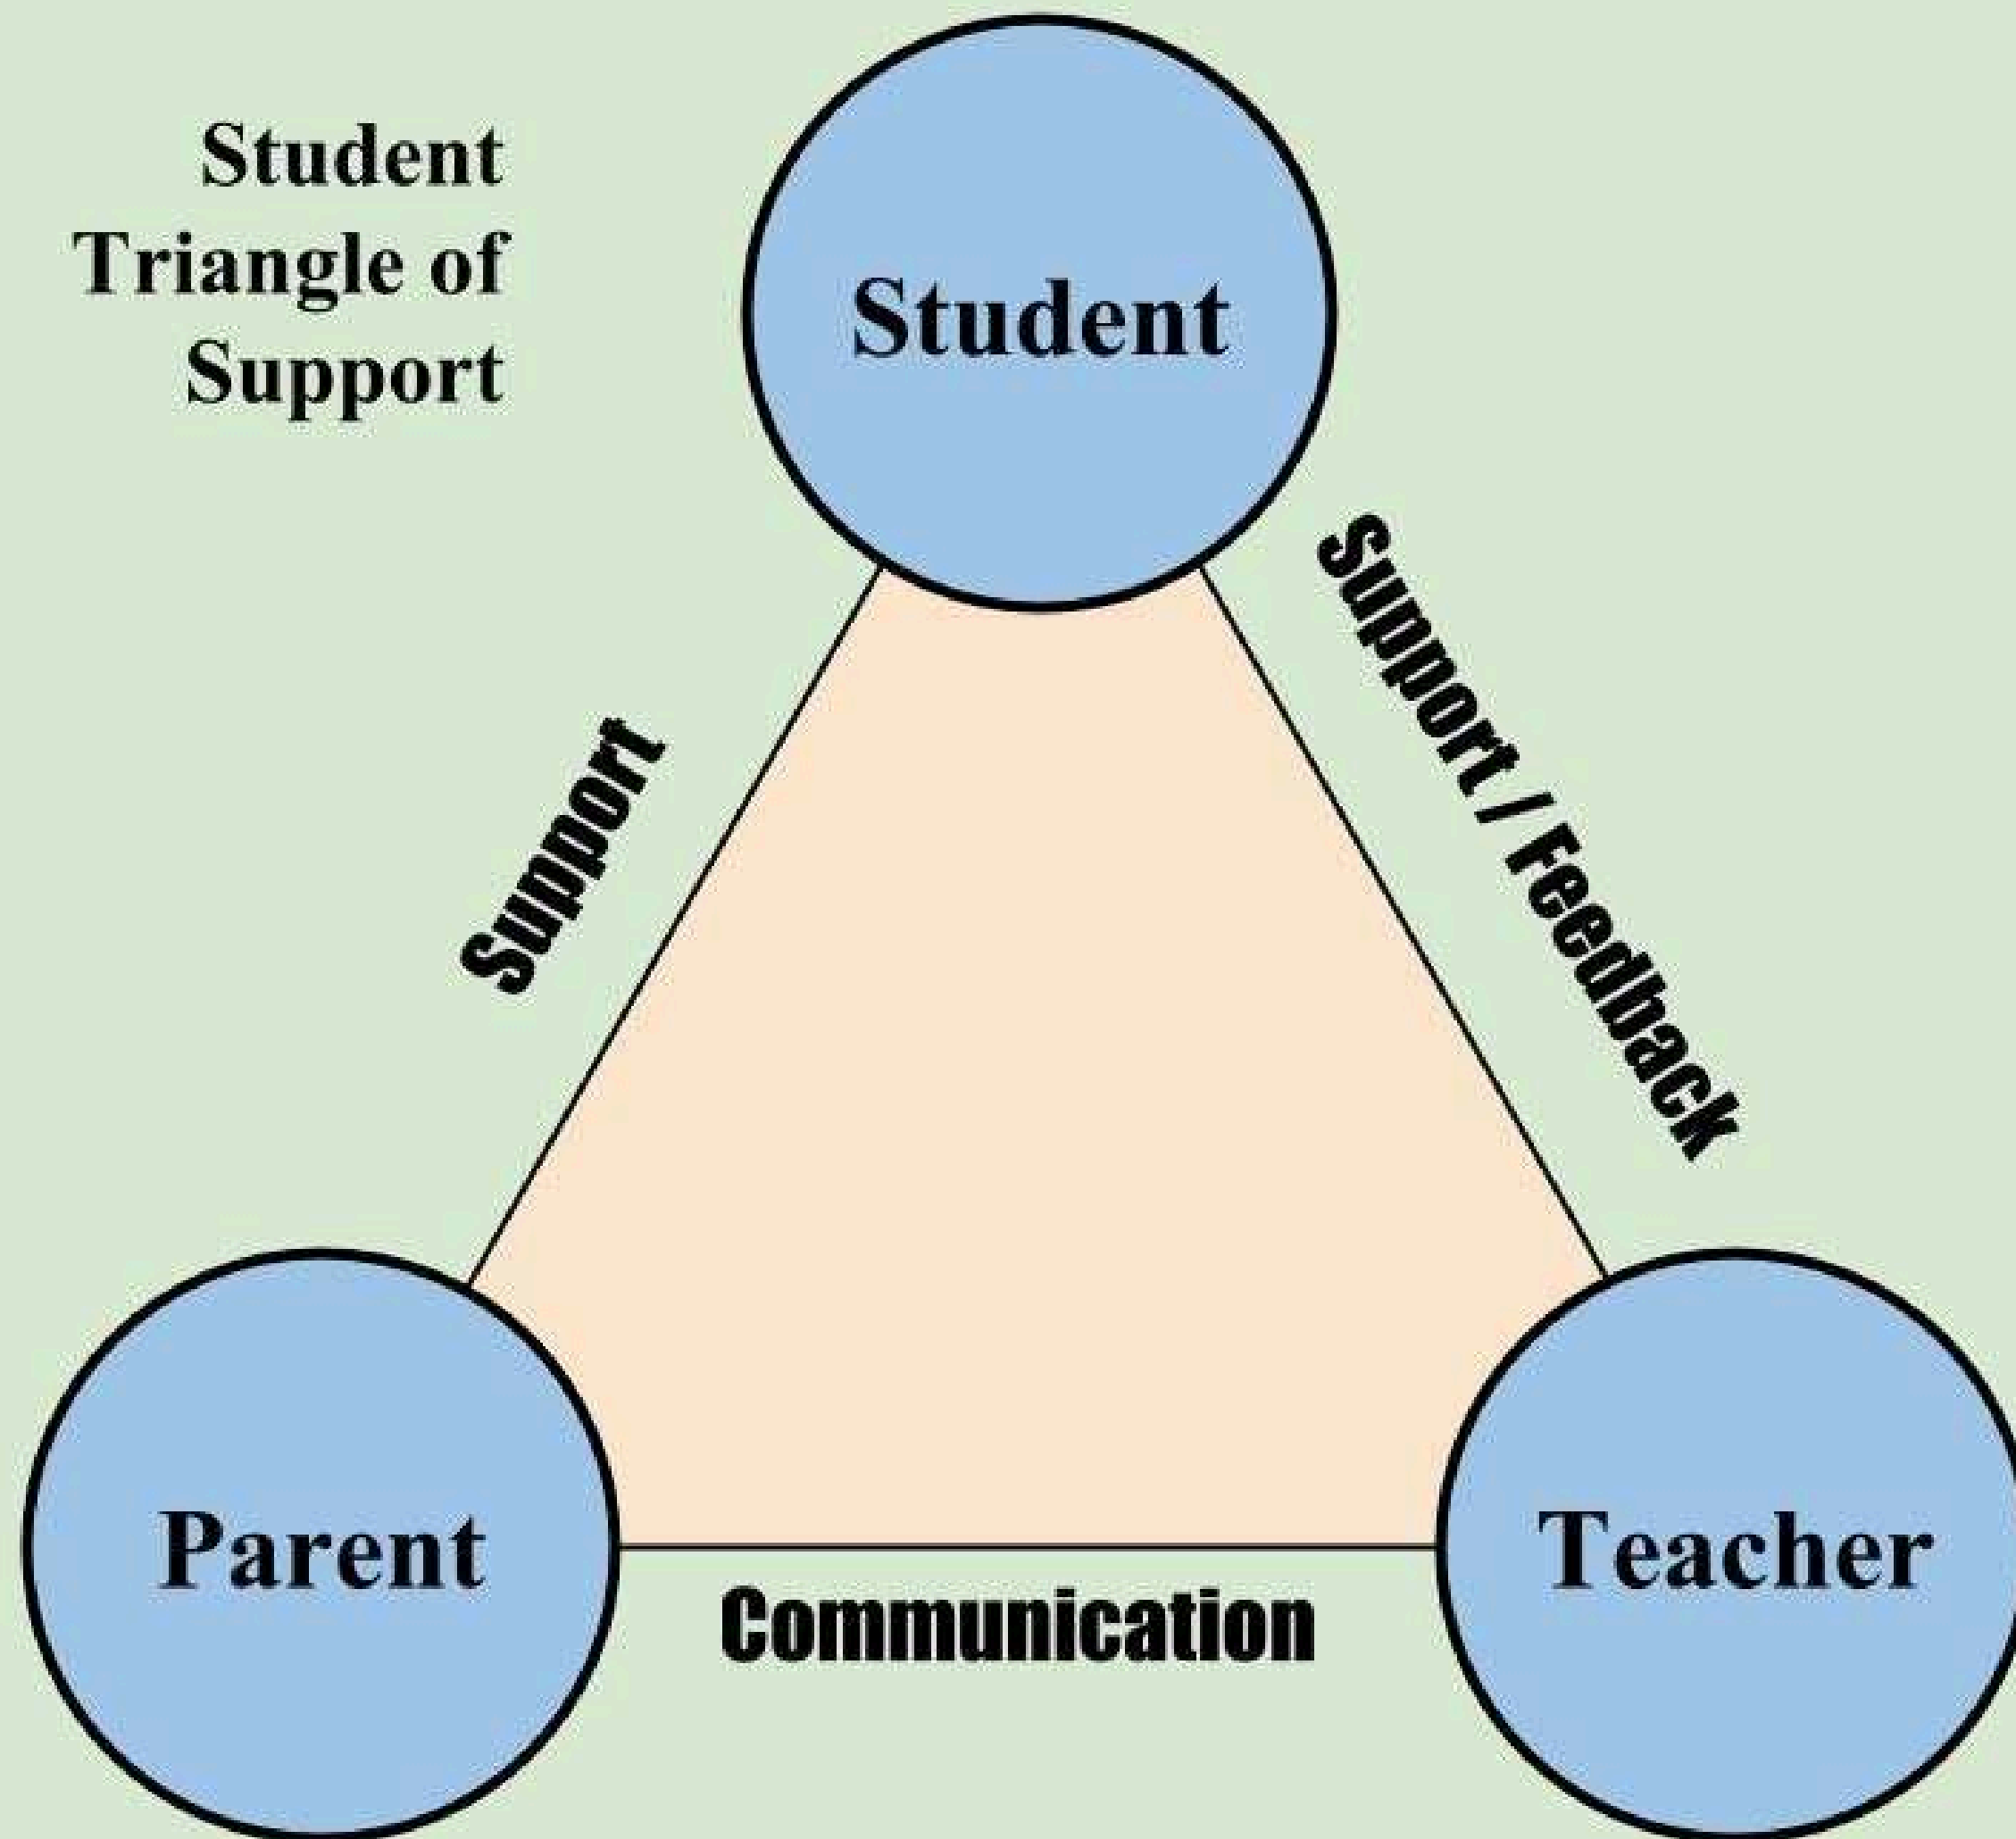 Student
Triangle of
Support
Student
Support
Support / Feedback
Parent
Teacher
Communication